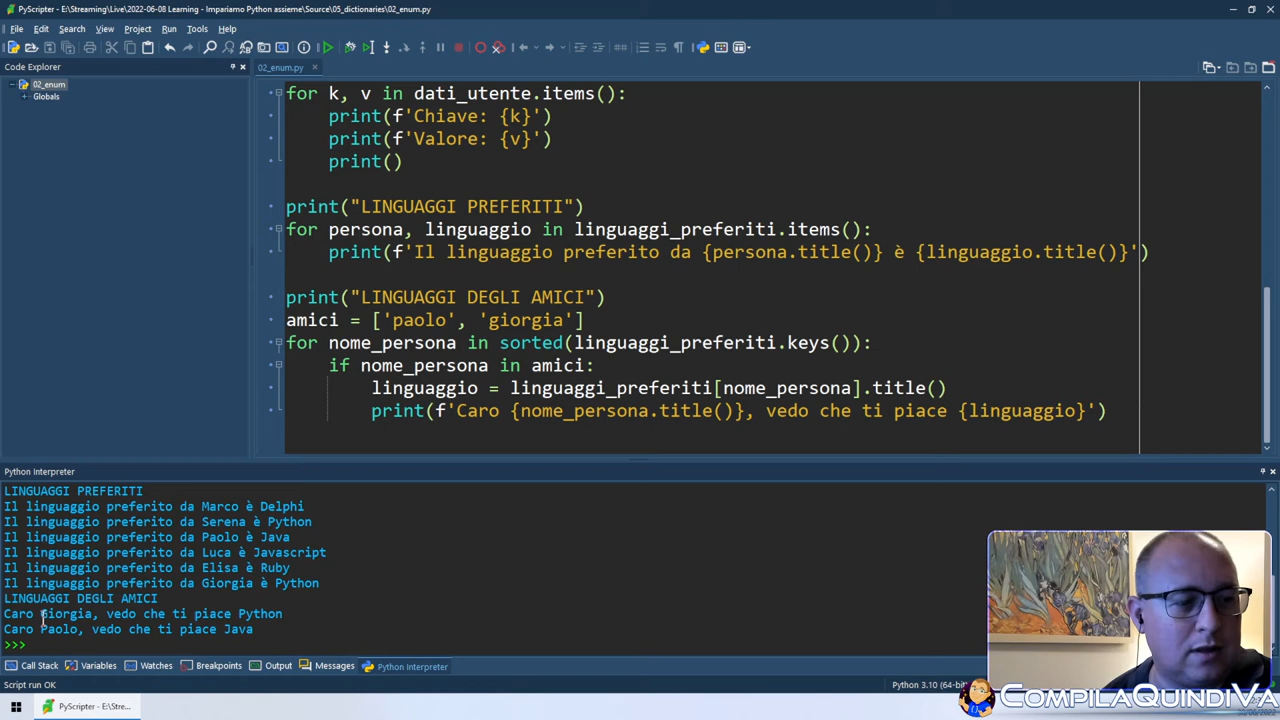 PyScripter - E:\Streaming\Live\2022-06-08 Learning - Impariamo Python assieme\Source\05_dictionaries\02_enum.py
File Edit Search View Project Run Tools Help
Code Explorer
02_enum.py
02_enum
Globals
for k, v in dati_utente.items():
print(f'Chiave: {k}')
print(f'Valore: {v}')
print()
print("LINGUAGGI PREFERITI")
for persona, linguaggio in linguaggi_preferiti.items():
print(f'Il linguaggio preferito da {persona.title()} è {linguaggio.title()}')
print("LINGUAGGI DEGLI AMICI")
amici = ['paolo', 'giorgia']
for nome_persona in sorted(linguaggi_preferiti.keys()):
if nome_persona in amici:
linguaggio = linguaggi_preferiti[nome_persona].title()
print(f'Caro {nome_persona.title()}, vedo che ti piace {linguaggio}')
Python Interpreter
LINGUAGGI PREFERITI
Il linguaggio preferito da Marco è Delphi
Il linguaggio preferito da Serena è Python
Il linguaggio preferito da Paolo è Java
Il linguaggio preferito da Luca è Javascript
Il linguaggio preferito da Elisa è Ruby
Il linguaggio preferito da Giorgia è Python
LINGUAGGI DEGLI AMICI
Caro Giorgia, vedo che ti piace Python
Caro Paolo, vedo che ti piace Java
>>>
Call Stack Variables Watches Breakpoints Output Messages Python Interpreter
Script run OK
Python 3.10 (64-bit)
COMPILAQUINDIVA
PyScripter - E:\Stre...